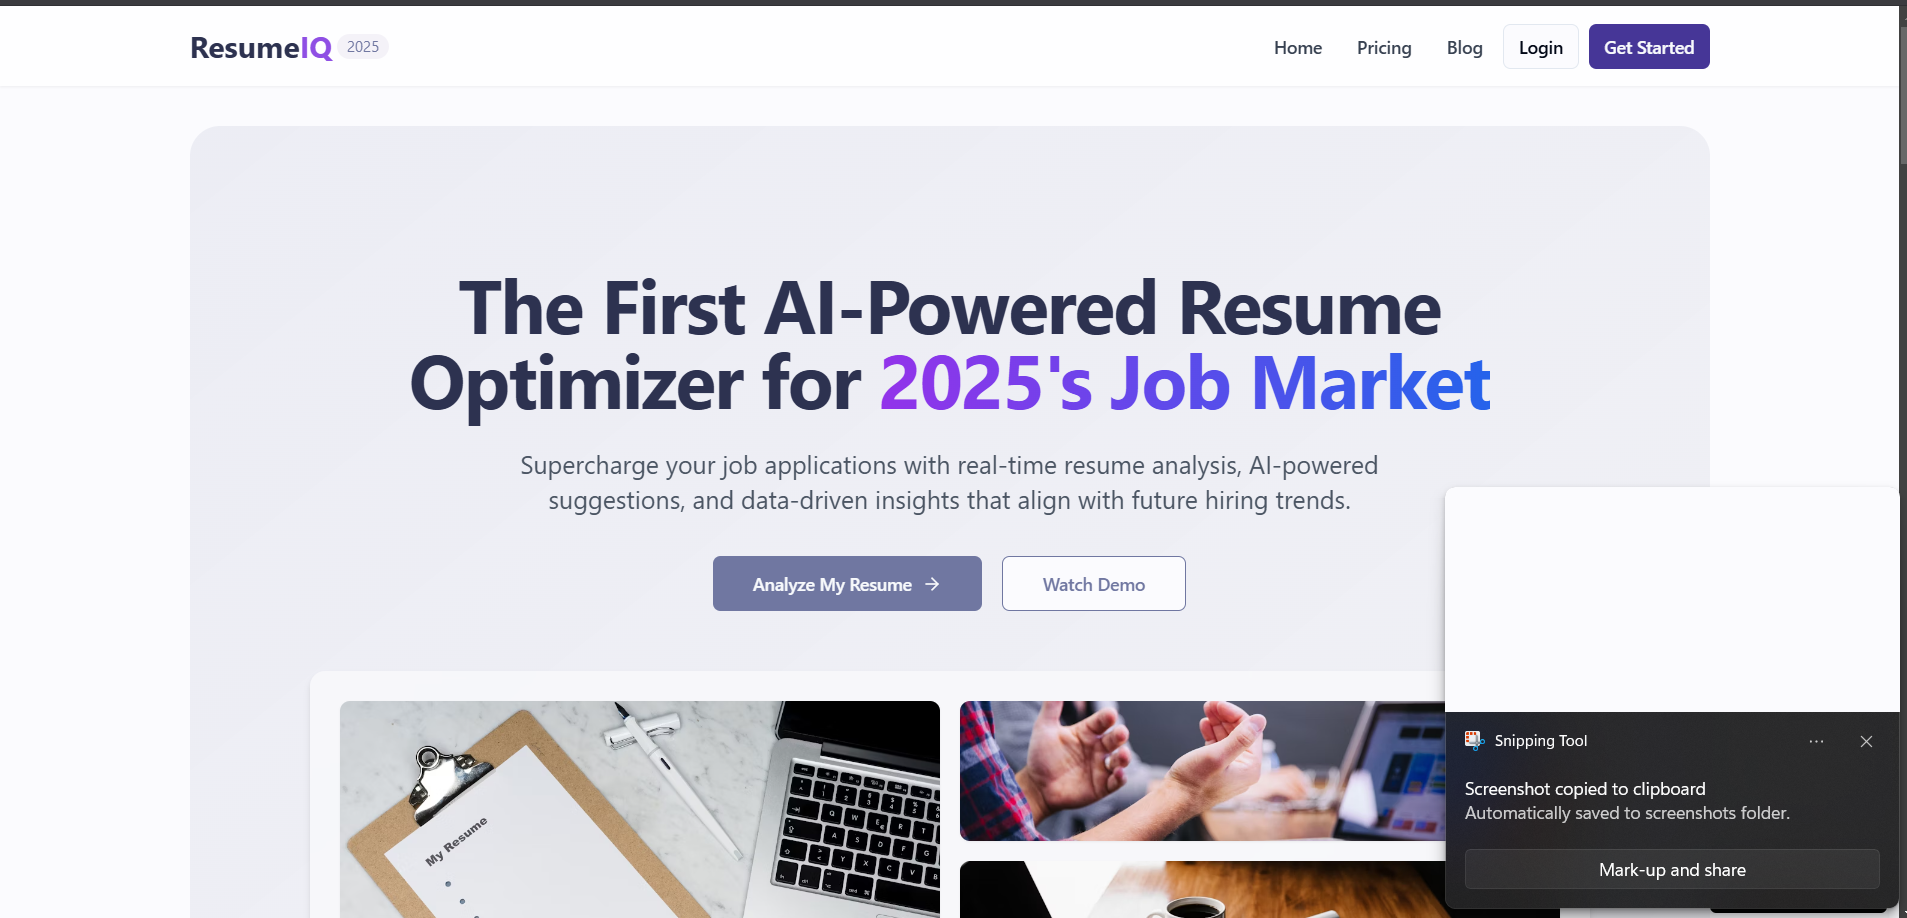 ResumeIQ 2025
Home Pricing Blog Login Get Started
The First AI-Powered Resume
Optimizer for 2025's Job Market
Supercharge your job applications with real-time resume analysis, AI-powered
suggestions, and data-driven insights that align with future hiring trends.
Analyze My Resume → Watch Demo
My Resume
Snipping Tool
Screenshot copied to clipboard
Automatically saved to screenshots folder.
Mark-up and share